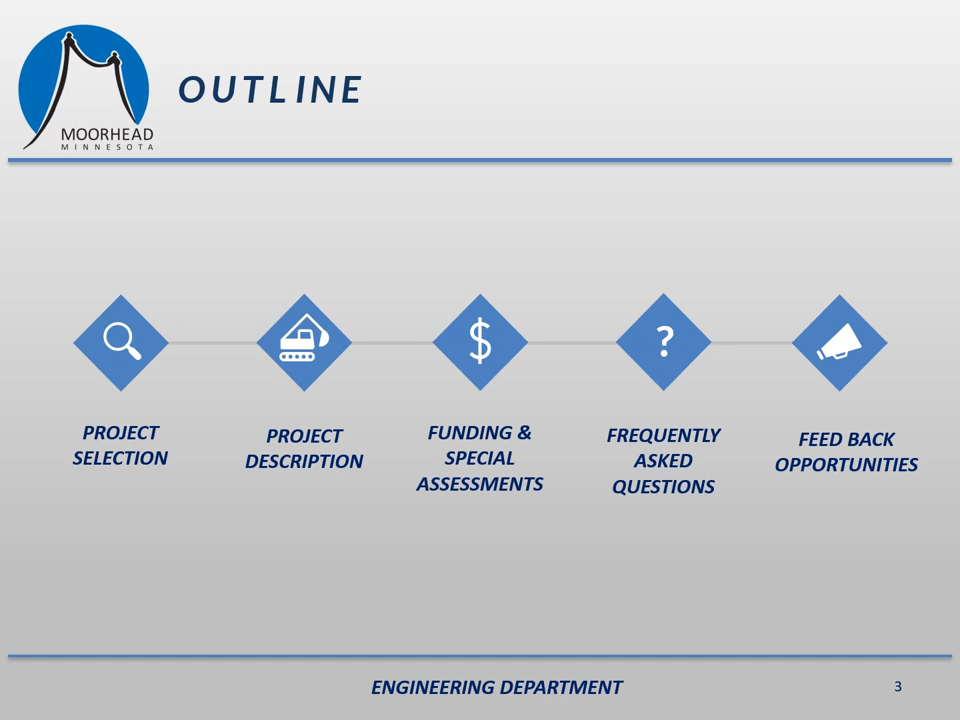 OUTLINE
MOORHEAD
MINNESOTA
$
?
PROJECT
SELECTION
PROJECT
DESCRIPTION
FUNDING &
SPECIAL
ASSESSMENTS
FREQUENTLY
ASKED
QUESTIONS
FEED BACK
OPPORTUNITIES
ENGINEERING DEPARTMENT
3